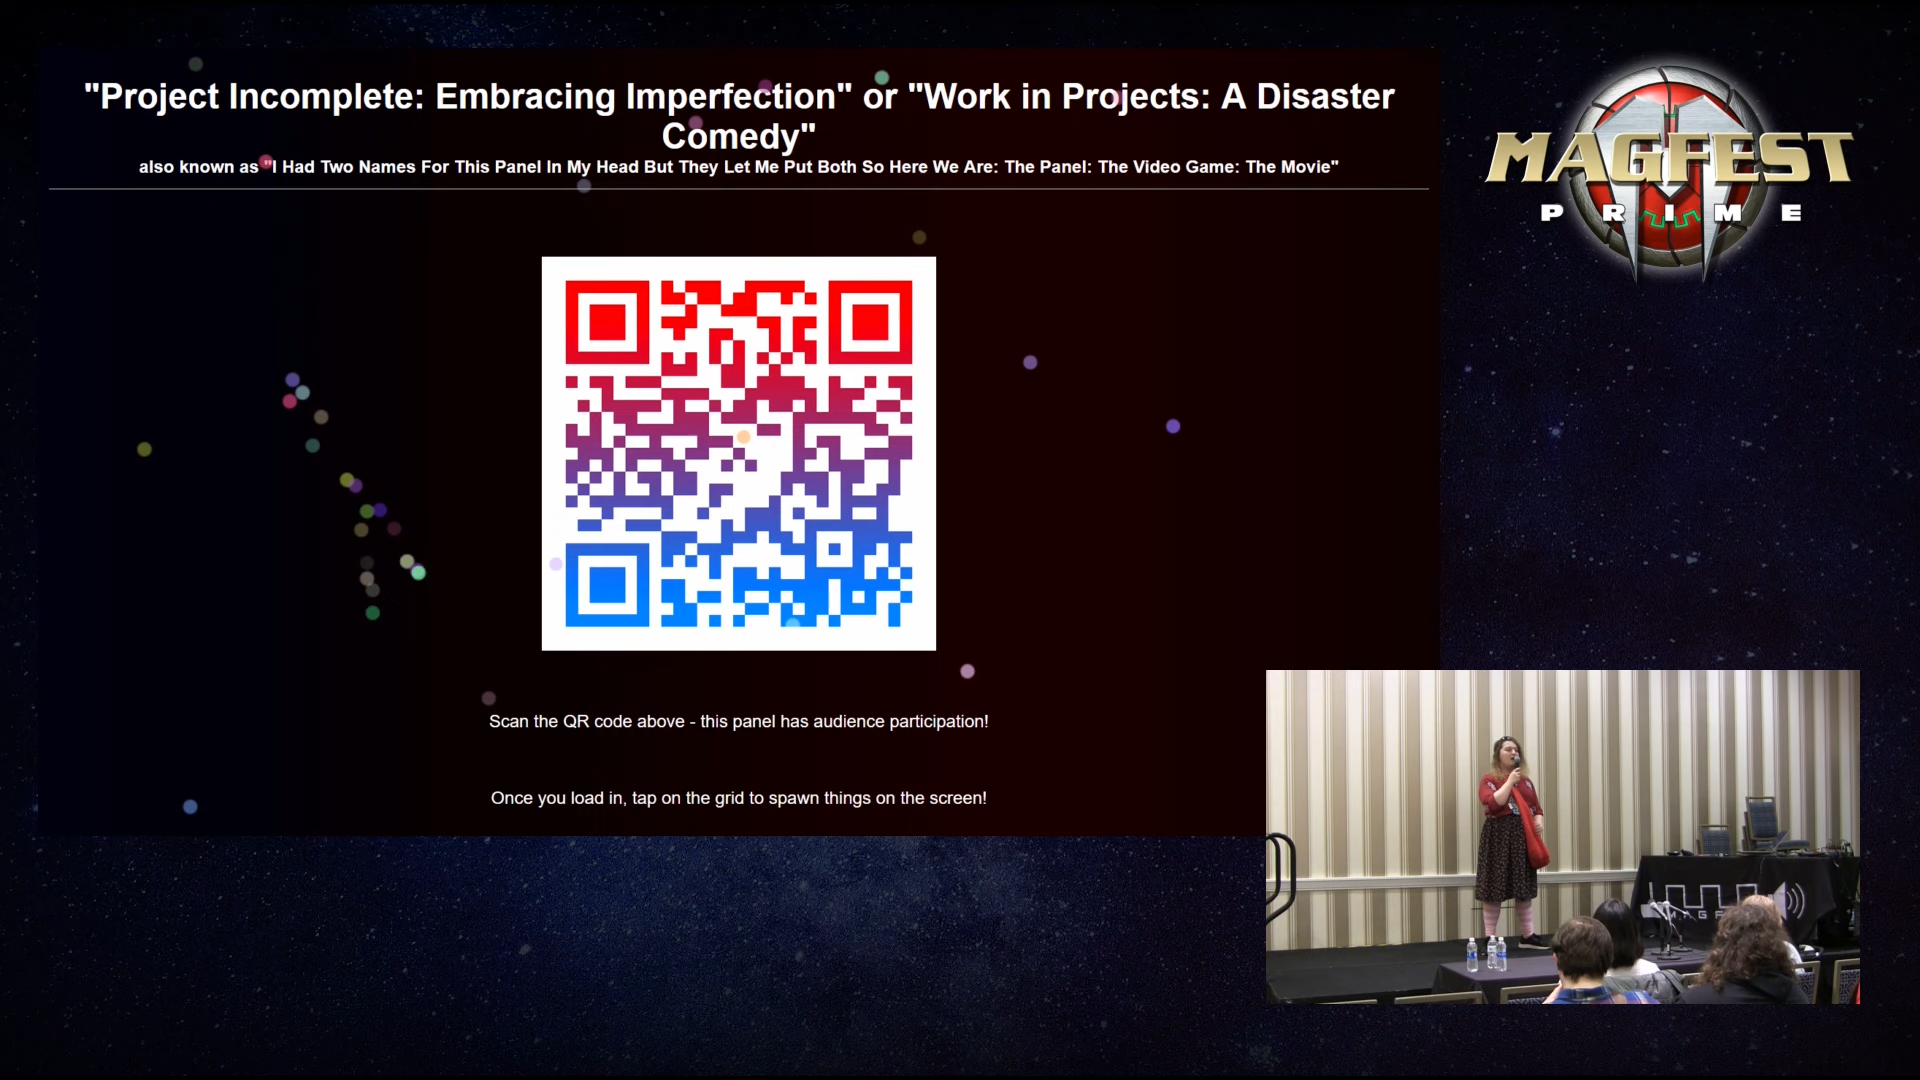 "Project Incomplete: Embracing Imperfection" or "Work in Projects: A Disaster
Comedy"
also known as "I Had Two Names For This Panel In My Head But They Let Me Put Both So Here We Are: The Panel: The Video Game: The Movie"
MAGFEST
PRIME
Scan the QR code above - this panel has audience participation!
Once you load in, tap on the grid to spawn things on the screen!